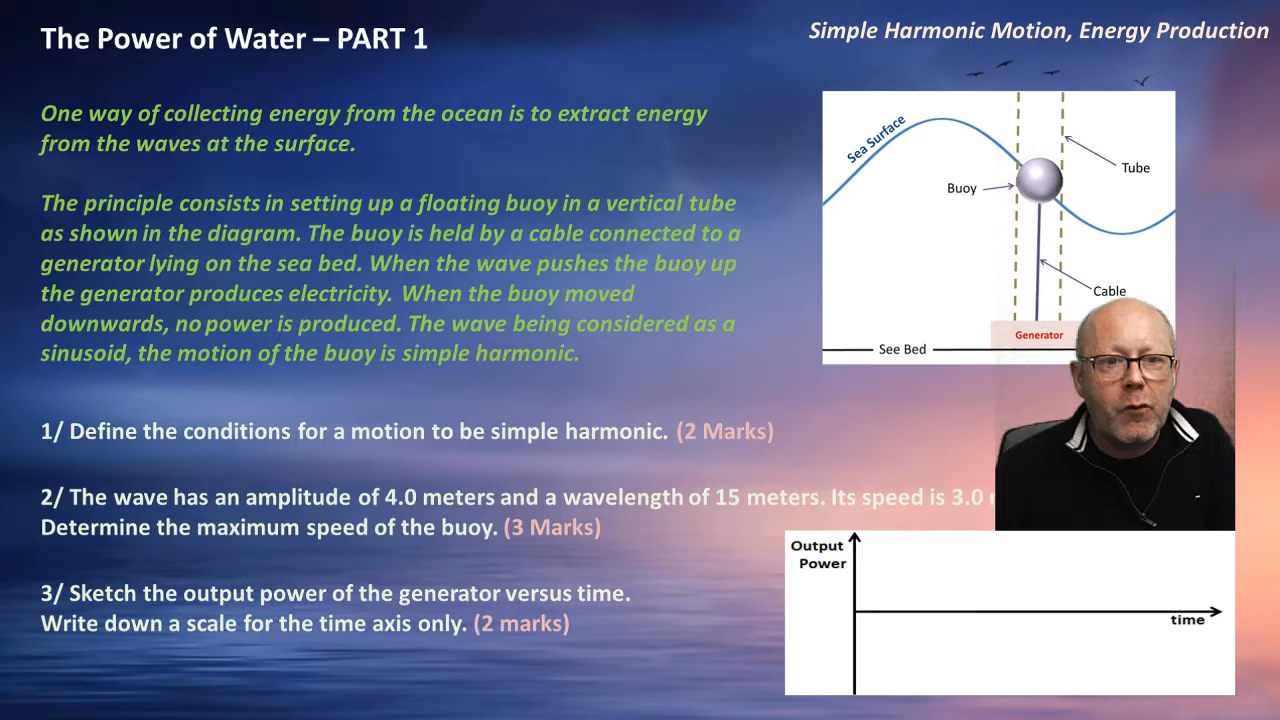 The Power of Water – PART 1
Simple Harmonic Motion, Energy Production
One way of collecting energy from the ocean is to extract energy
from the waves at the surface.
The principle consists in setting up a floating buoy in a vertical tube
as shown in the diagram. The buoy is held by a cable connected to a
generator lying on the sea bed. When the wave pushes the buoy up
the generator produces electricity. When the buoy moved
downwards, no power is produced. The wave being considered as a
sinusoid, the motion of the buoy is simple harmonic.
Sea Surface
Tube
Buoy
Cable
Generator
See Bed
1/ Define the conditions for a motion to be simple harmonic. (2 Marks)
2/ The wave has an amplitude of 4.0 meters and a wavelength of 15 meters. Its speed is 3.0
Determine the maximum speed of the buoy. (3 Marks)
3/ Sketch the output power of the generator versus time.
Write down a scale for the time axis only. (2 marks)
Output
Power
time